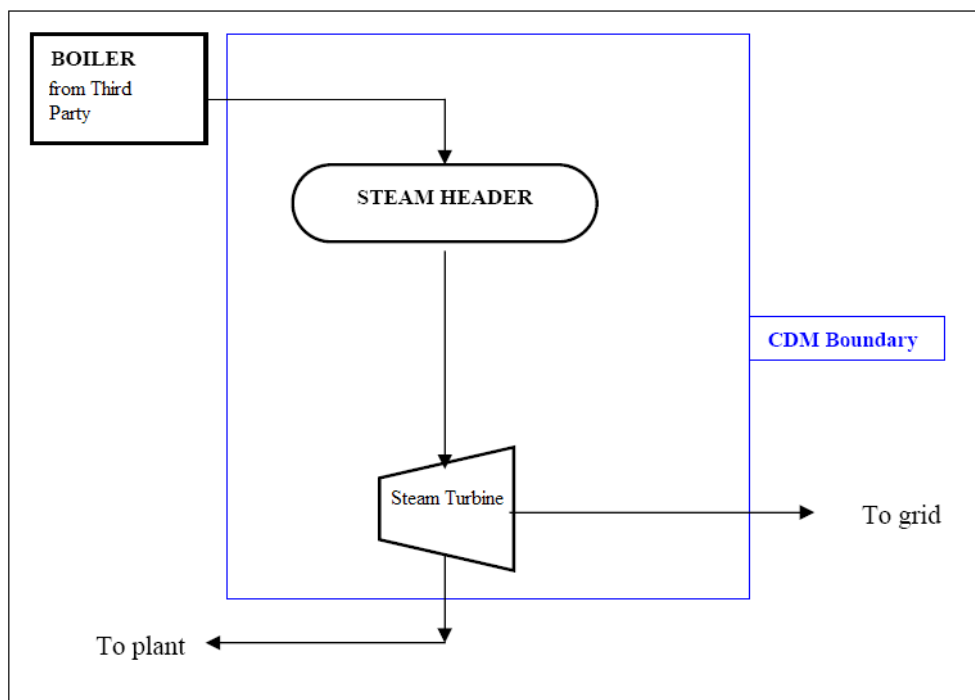 BOILER
from Third
Party
STEAM HEADER
CDM Boundary
Steam Turbine
To grid
To plant